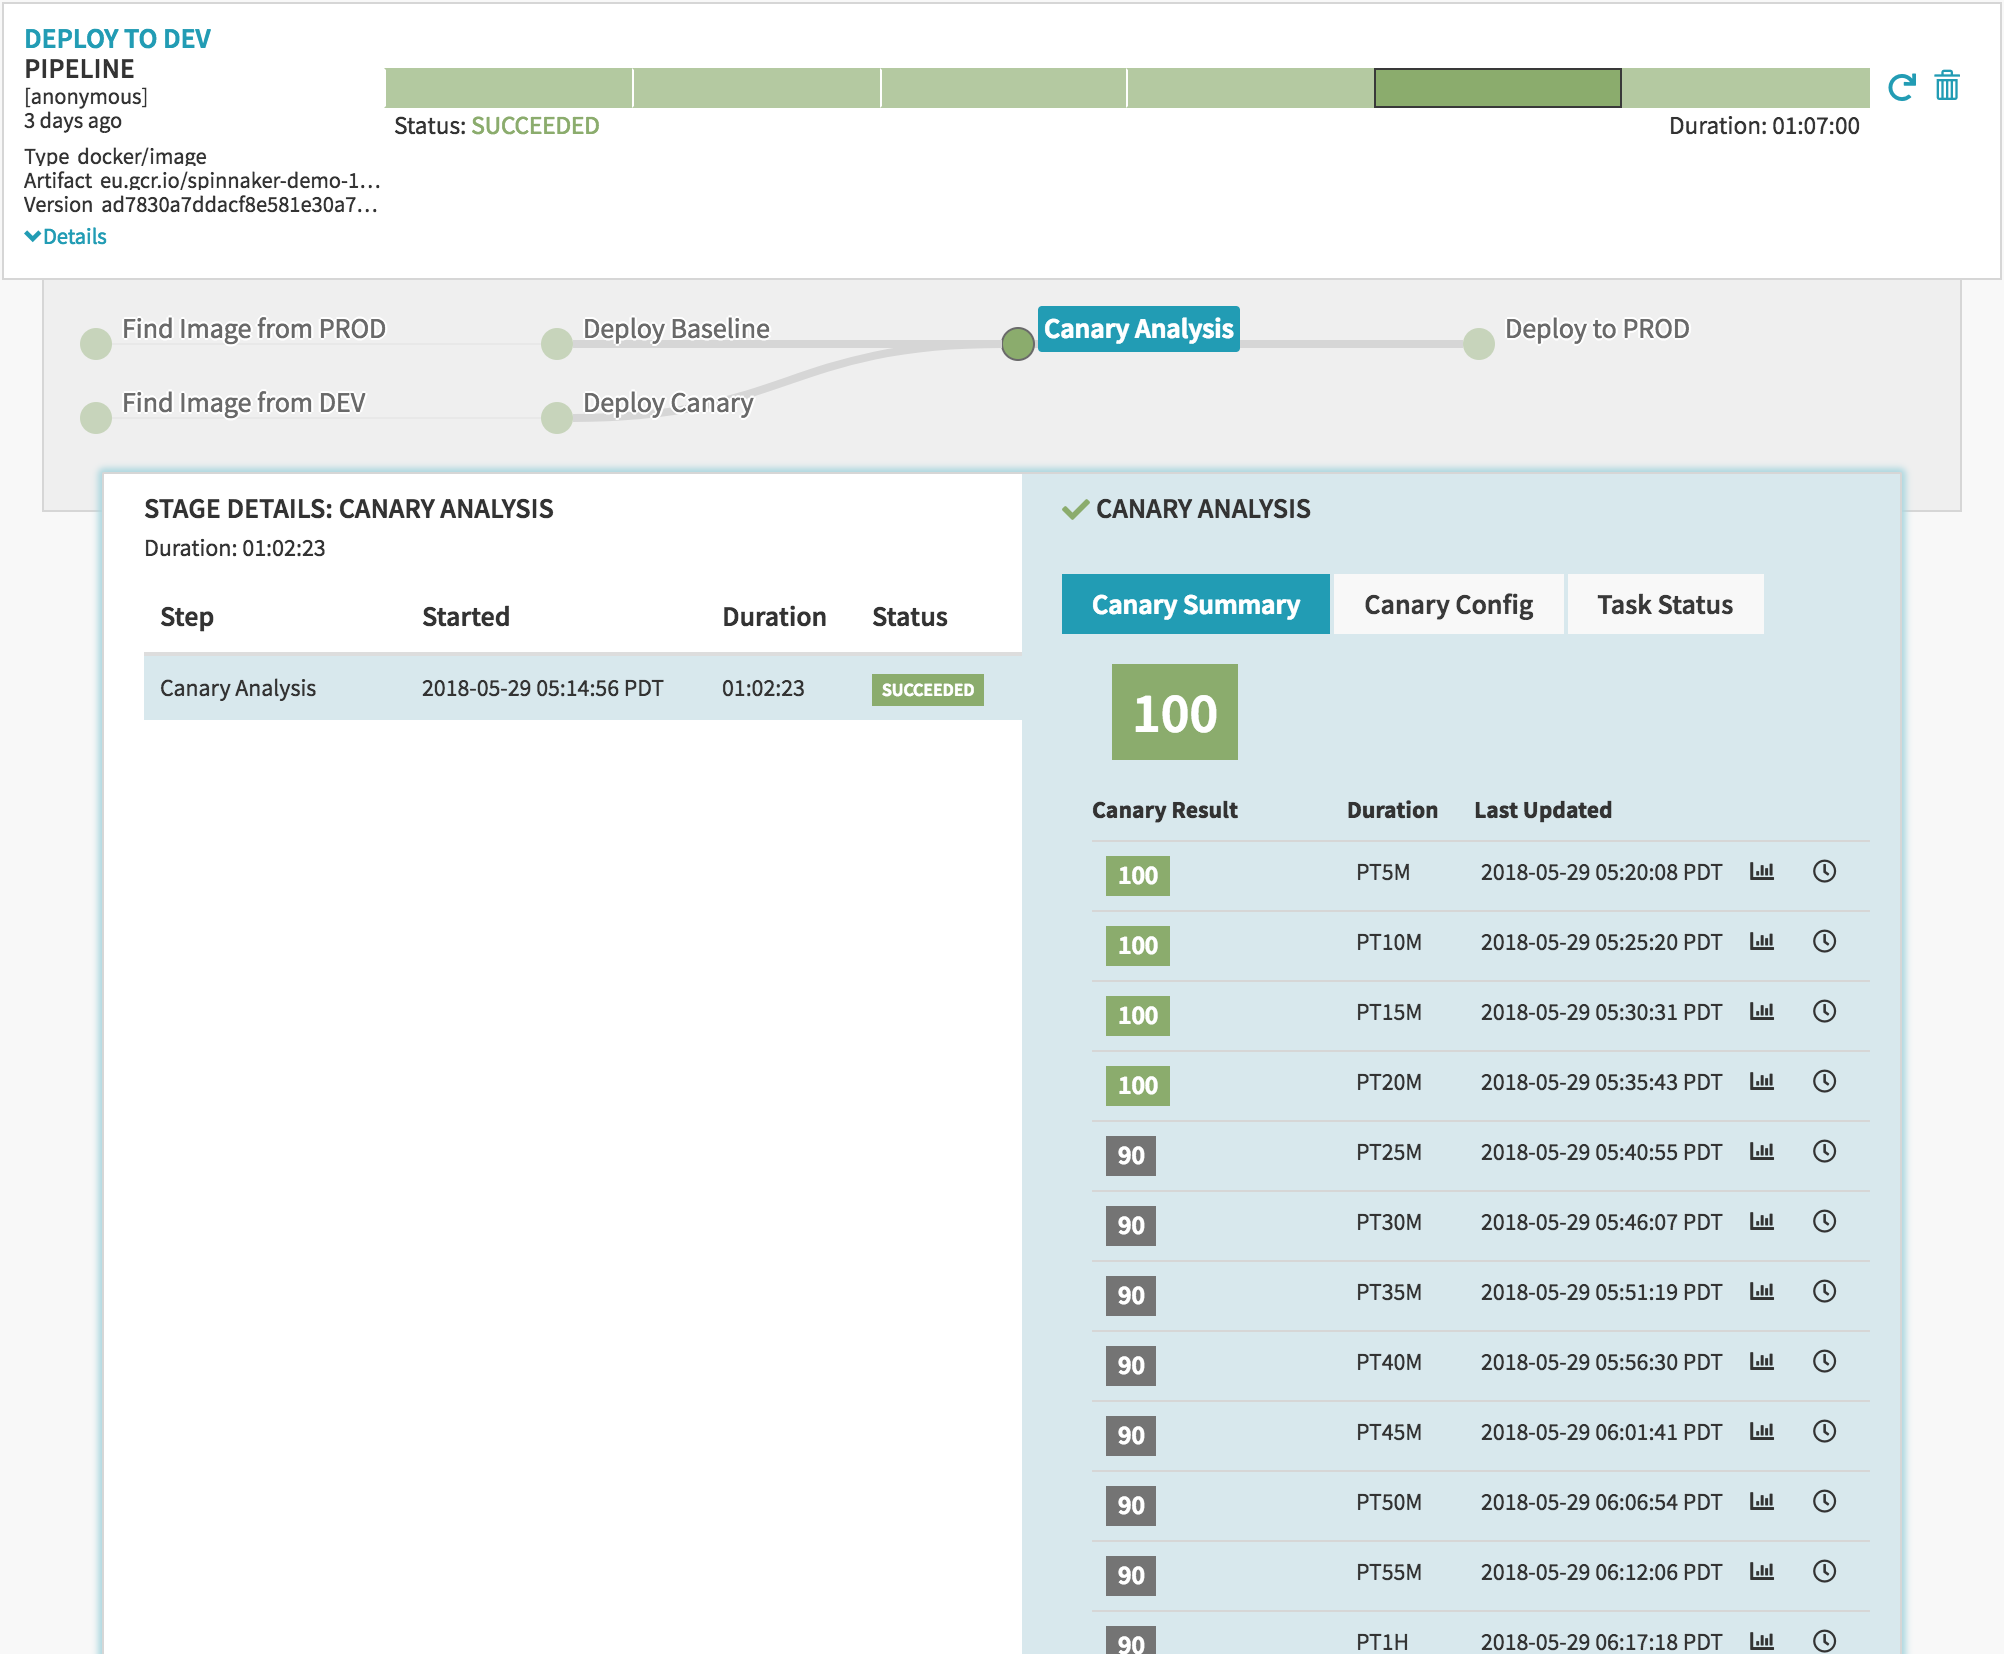 DEPLOY TO DEV
PIPELINE
[anonymous]
3 days ago
Status: SUCCEEDED Duration: 01:07:00
Type docker/image
Artifact eu.gcr.io/spinnaker-demo-1...
Version ad7830a7ddacf8e581e30a7...
Details
Find Image from PROD Deploy Baseline Canary Analysis Deploy to PROD
Find Image from DEV Deploy Canary
STAGE DETAILS: CANARY ANALYSIS
Duration: 01:02:23
Step Started Duration Status
Canary Analysis 2018-05-29 05:14:56 PDT 01:02:23 SUCCEEDED
CANARY ANALYSIS
Canary Summary Canary Config Task Status
100
Canary Result Duration Last Updated
100 PT5M 2018-05-29 05:20:08 PDT
100 PT10M 2018-05-29 05:25:20 PDT
100 PT15M 2018-05-29 05:30:31 PDT
100 PT20M 2018-05-29 05:35:43 PDT
90 PT25M 2018-05-29 05:40:55 PDT
90 PT30M 2018-05-29 05:46:07 PDT
90 PT35M 2018-05-29 05:51:19 PDT
90 PT40M 2018-05-29 05:56:30 PDT
90 PT45M 2018-05-29 06:01:41 PDT
90 PT50M 2018-05-29 06:06:54 PDT
90 PT55M 2018-05-29 06:12:06 PDT
90 PT1H 2018-05-29 06:17:18 PDT